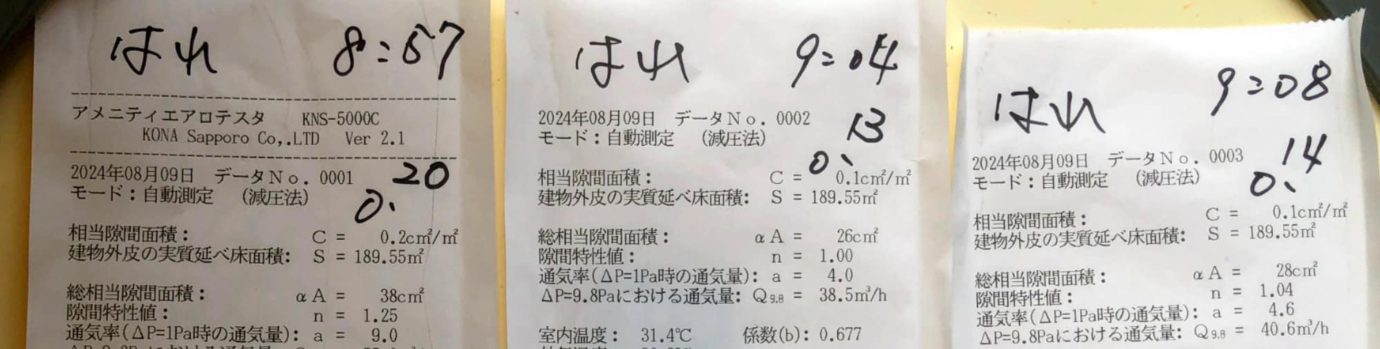 はれ 8:57
アメニティエアロテスタ KNS-5000C
KONA Sapporo Co,.LTD Ver 2.1
2024年08月09日 データNo. 0001
モード:自動測定 (減圧法)
0.20
相当隙間面積: C = 0.2cm²/m²
建物外皮の実質延べ床面積: S = 189.55m²
総相当隙間面積: αA = 38cm²
隙間特性値: n = 1.25
通気率(ΔP=1Pa時の通気量): a = 9.0
はれ 9:04
2024年08月09日 データNo. 0002
モード:自動測定 (減圧法)
0.13
相当隙間面積: C = 0.1cm²/m²
建物外皮の実質延べ床面積: S = 189.55m²
総相当隙間面積: αA = 26cm²
隙間特性値: n = 1.00
通気率(ΔP=1Pa時の通気量): a = 4.0
ΔP=9.8Paにおける通気量: Q9.8 = 38.5m³/h
室内温度: 31.4℃ 係数(b): 0.677
はれ 9:08
2024年08月09日 データNo. 0003
モード:自動測定 (減圧法)
0.14
相当隙間面積: C = 0.1cm²/m²
建物外皮の実質延べ床面積: S = 189.55m²
総相当隙間面積: αA = 28cm²
隙間特性値: n = 1.04
通気率(ΔP=1Pa時の通気量): a = 4.6
ΔP=9.8Paにおける通気量: Q9.8 = 40.6m³/h